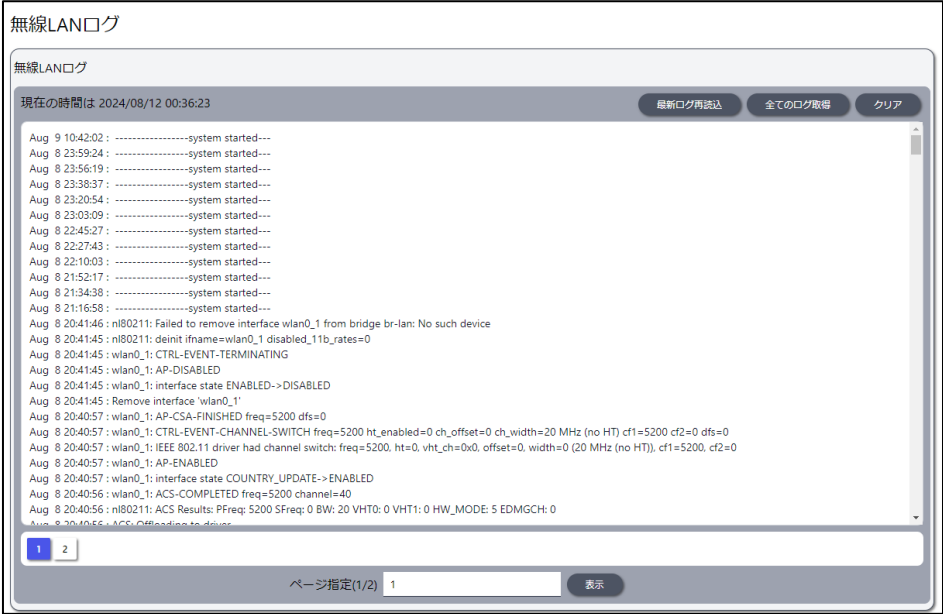 無線LANログ
無線LANログ
現在の時間は 2024/08/12 00:36:23
最新ログ再読込 全てのログ取得 クリア
Aug  9 10:42:02 :  -----------------system started---
Aug  8 23:59:24 :  -----------------system started---
Aug  8 23:56:19 :  -----------------system started---
Aug  8 23:38:37 :  -----------------system started---
Aug  8 23:20:54 :  -----------------system started---
Aug  8 23:03:09 :  -----------------system started---
Aug  8 22:45:27 :  -----------------system started---
Aug  8 22:27:43 :  -----------------system started---
Aug  8 22:10:03 :  -----------------system started---
Aug  8 21:52:17 :  -----------------system started---
Aug  8 21:34:38 :  -----------------system started---
Aug  8 21:16:58 :  -----------------system started---
Aug  8 20:41:46 : nl80211: Failed to remove interface wlan0_1 from bridge br-lan: No such device
Aug  8 20:41:45 : nl80211: deinit ifname=wlan0_1 disabled_11b_rates=0
Aug  8 20:41:45 : wlan0_1: CTRL-EVENT-TERMINATING
Aug  8 20:41:45 : wlan0_1: AP-DISABLED
Aug  8 20:41:45 : wlan0_1: interface state ENABLED->DISABLED
Aug  8 20:41:45 : Remove interface 'wlan0_1'
Aug  8 20:40:57 : wlan0_1: AP-CSA-FINISHED freq=5200 dfs=0
Aug  8 20:40:57 : wlan0_1: CTRL-EVENT-CHANNEL-SWITCH freq=5200 ht_enabled=0 ch_offset=0 ch_width=20 MHz (no HT) cf1=5200 cf2=0 dfs=0
Aug  8 20:40:57 : wlan0_1: IEEE 802.11 driver had channel switch: freq=5200, ht=0, vht_ch=0x0, offset=0, width=0 (20 MHz (no HT)), cf1=5200, cf2=0
Aug  8 20:40:57 : wlan0_1: AP-ENABLED
Aug  8 20:40:57 : wlan0_1: interface state COUNTRY_UPDATE->ENABLED
Aug  8 20:40:56 : wlan0_1: ACS-COMPLETED freq=5200 channel=40
Aug  8 20:40:56 : nl80211: ACS Results: PFreq: 5200 SFreq: 0 BW: 20 VHT0: 0 VHT1: 0 HW_MODE: 5 EDMGCH: 0
Aug  8 20:40:56 : ACS: Offloading to driver
1 2
ページ指定(1/2) 1 表示